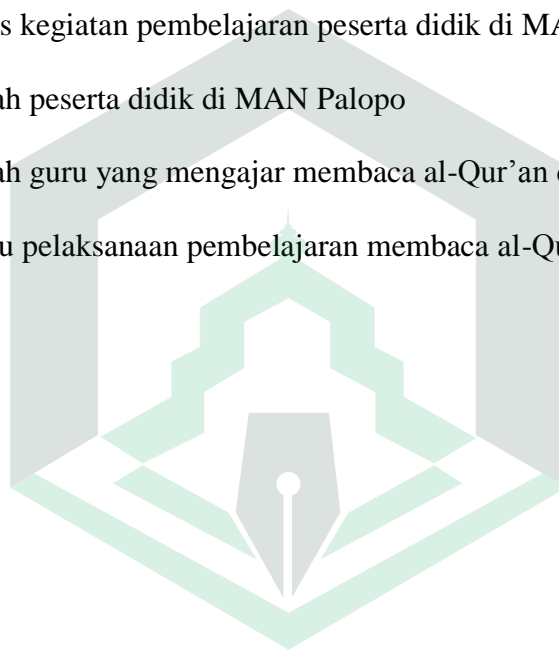 s kegiatan pembelajaran peserta didik di MA
ah peserta didik di MAN Palopo
ah guru yang mengajar membaca al-Qur’an
u pelaksanaan pembelajaran membaca al-Qu